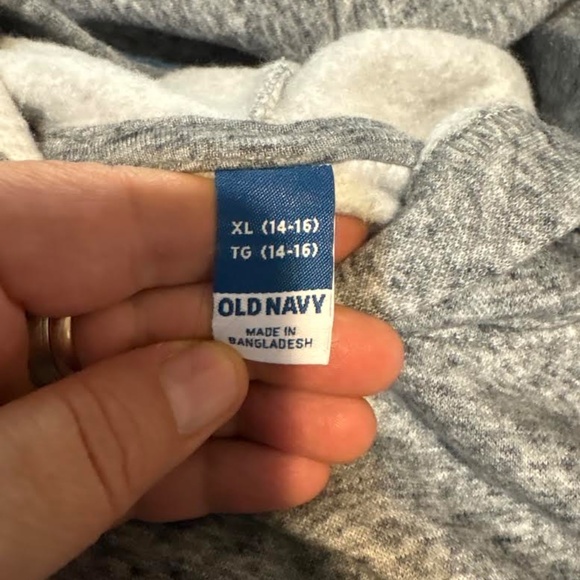 XL (14-16)
TG (14-16)
OLD NAVY
MADE IN
BANGLADESH